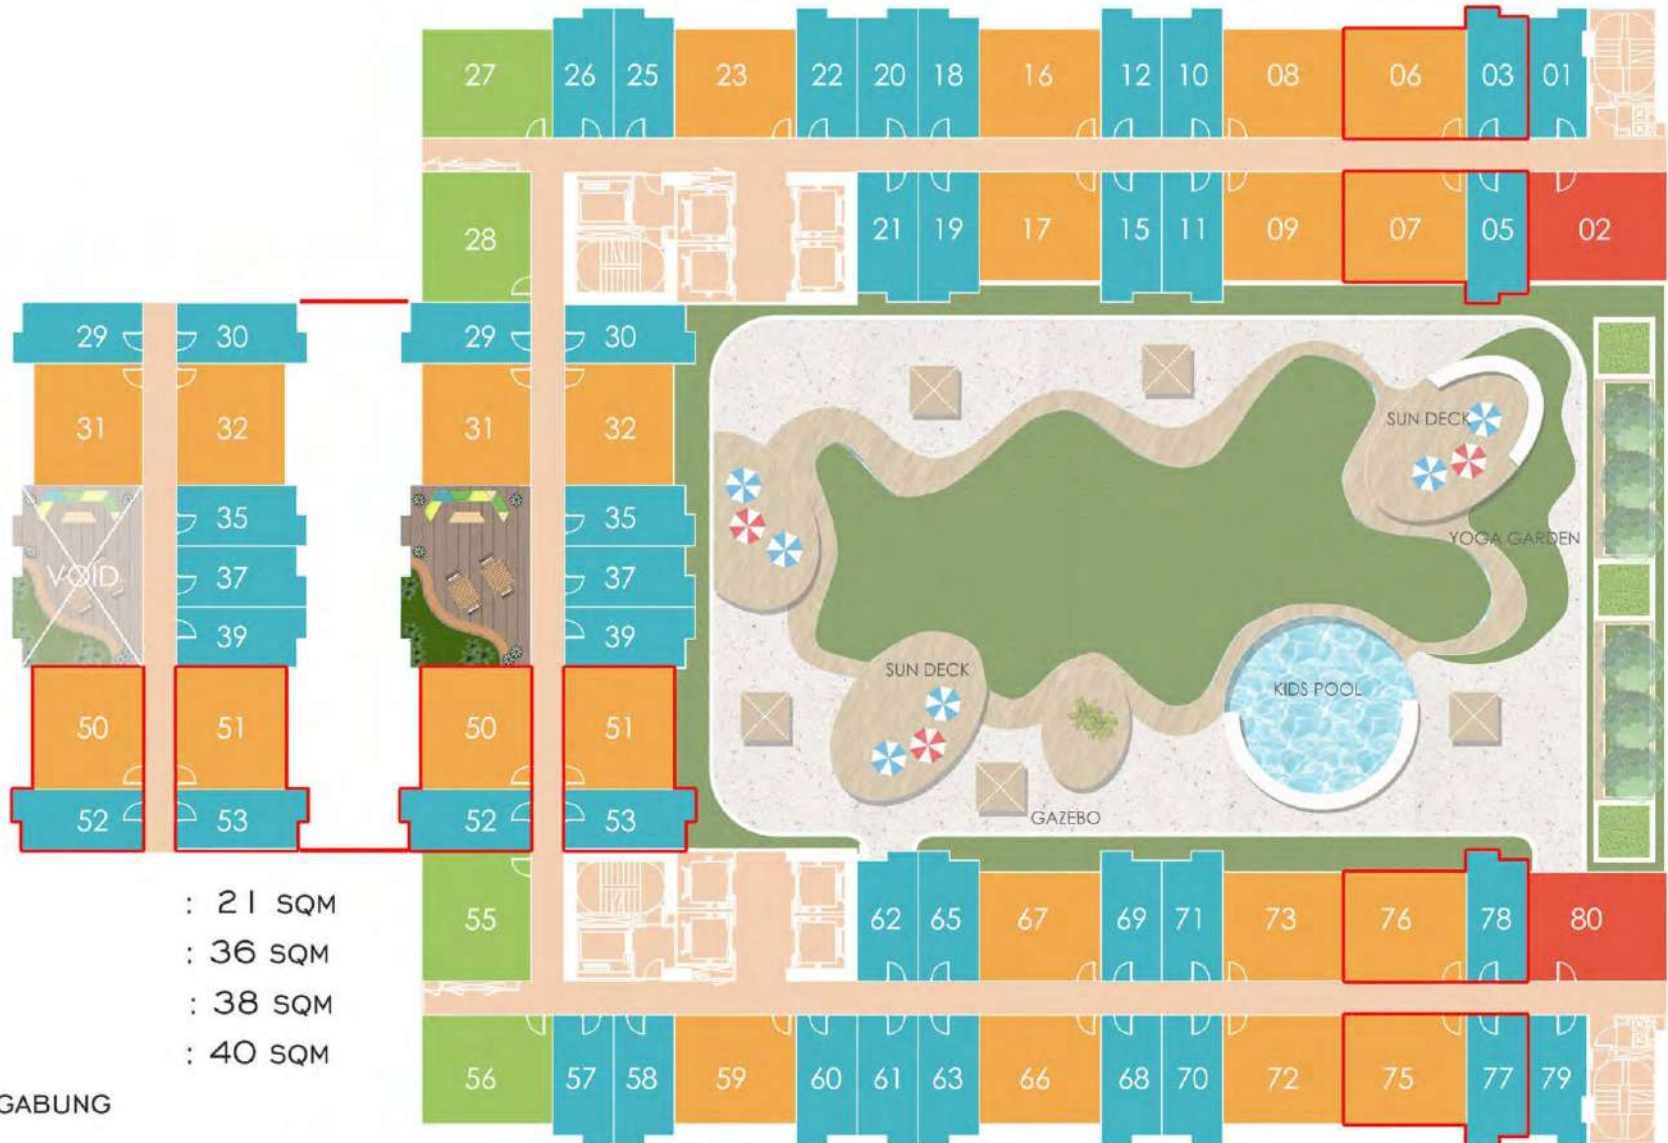 27 26 25 23 22 20 18 16 12 10 08 06 03 01
28 21 19 17 15 11 09 07 05 02
29 30 29 30
31 32 31 32
SUN DECK
35 35
YOGA GARDEN
VOID 37 37
39 39
SUN DECK
KIDS POOL
50 51 50 51
52 53 52 53
GAZEBO
: 21 SQM
55 62 65 67 69 71 73 76 78 80
: 36 SQM
: 38 SQM
: 40 SQM
56 57 58 59 60 61 63 66 68 70 72 75 77 79
GABUNG